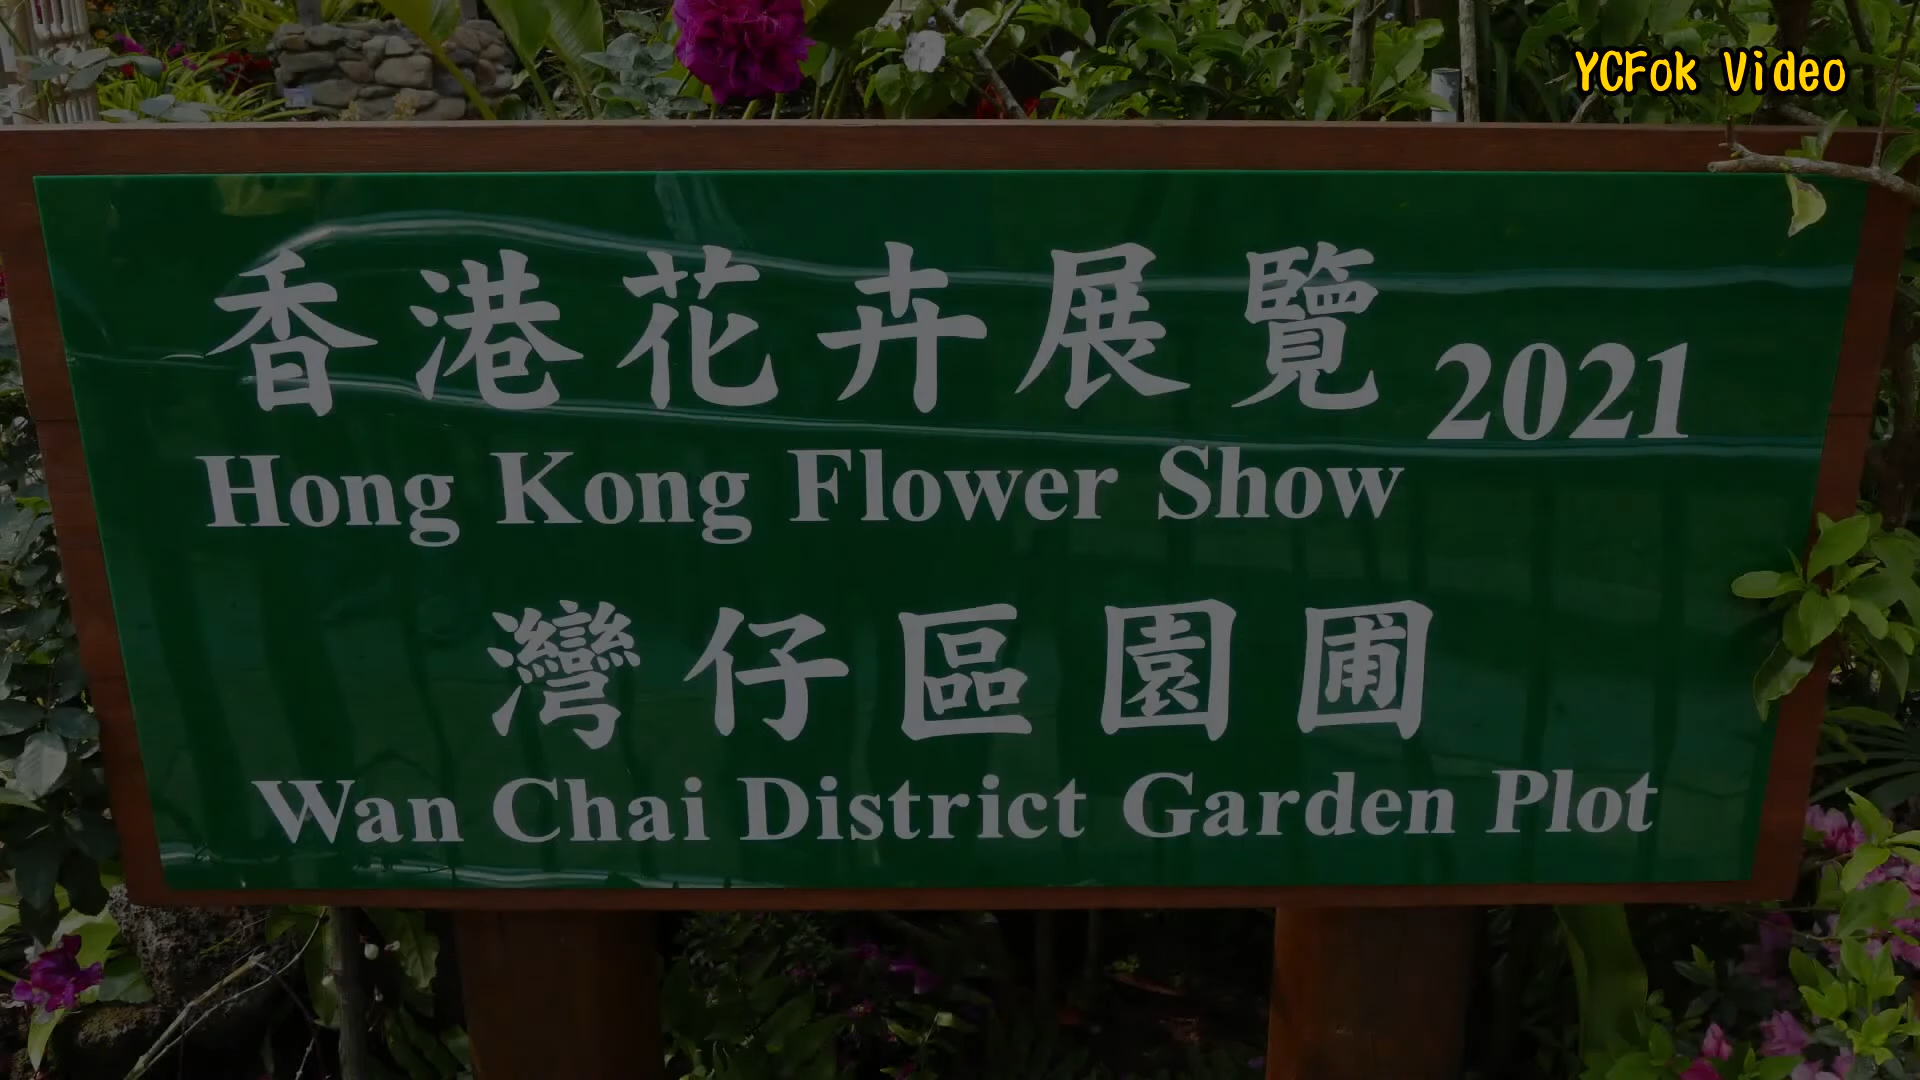 YCFok Video
香港花卉展覽 2021
Hong Kong Flower Show
灣仔區園圃
Wan Chai District Garden Plot